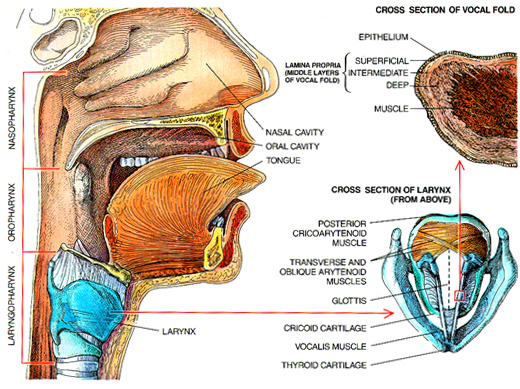 CROSS SECTION OF VOCAL FOLD
EPITHELIUM
LAMINA PROPRIA
(MIDDLE LAYERS
OF VOCAL FOLD)
SUPERFICIAL
INTERMEDIATE
DEEP
MUSCLE
NASOPHARYNX
OROPHARYNX
LARYNGOPHARYNX
NASAL CAVITY
ORAL CAVITY
TONGUE
LARYNX
CROSS SECTION OF LARYNX
(FROM ABOVE)
POSTERIOR
CRICOARYTENOID
MUSCLE
TRANSVERSE AND
OBLIQUE ARYTENOID
MUSCLES
GLOTTIS
CRICOID CARTILAGE
VOCALIS MUSCLE
THYROID CARTILAGE